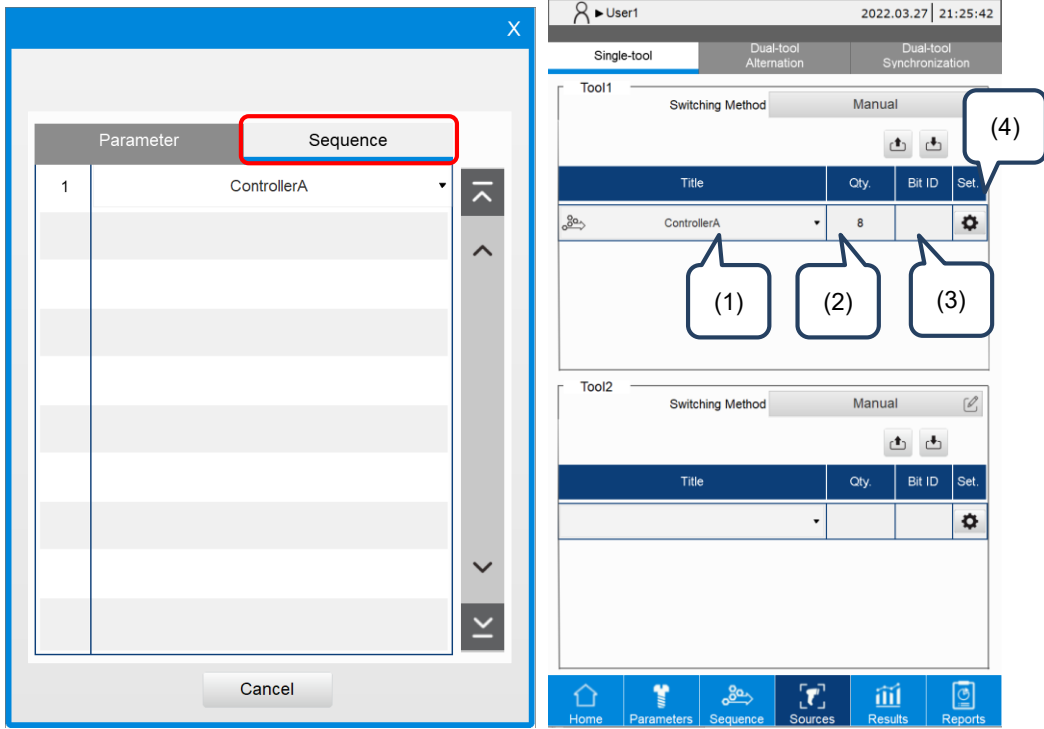 X
Parameter Sequence
1 ControllerA
Cancel
►User1 2022.03.27 21:25:42
Single-tool Dual-tool Alternation Dual-tool Synchronization
Tool1
Switching Method Manual
(4)
Title Qty. Bit ID Set.
ControllerA 8
(1) (2) (3)
Tool2
Switching Method Manual
Title Qty. Bit ID Set.
Home Parameters Sequence Sources Results Reports